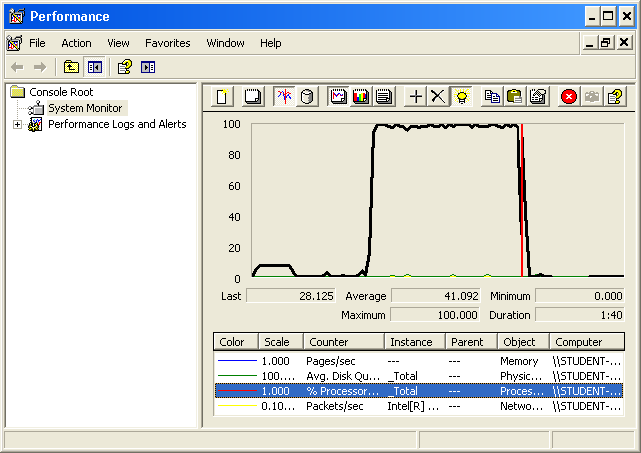 Performance
File Action View Favorites Window Help
Console Root
System Monitor
Performance Logs and Alerts
100
80
60
40
20
0
Last 28.125 Average 41.092 Minimum 0.000
Maximum 100.000 Duration 1:40
Color Scale Counter Instance Parent Object Computer
1.000 Pages/sec --- --- Memory \\STUDENT-...
100.... Avg. Disk Qu... _Total --- Physic... \\STUDENT-...
1.000 % Processor... _Total --- Proces... \\STUDENT-...
0.10... Packets/sec Intel[R] ... --- Netwo... \\STUDENT-...